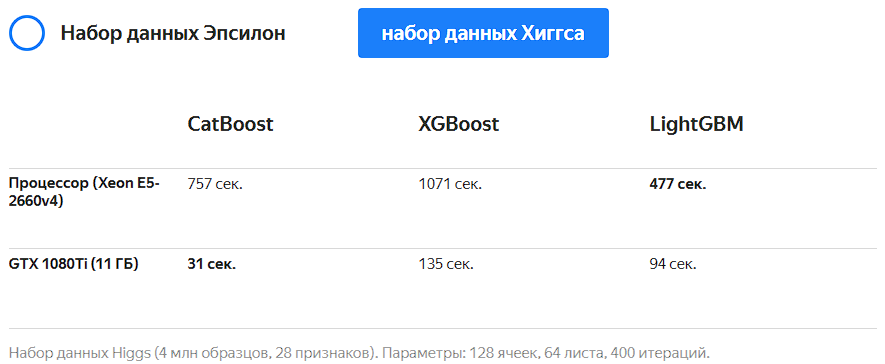 Набор данных Эпсилон
набор данных Хиггса
CatBoost XGBoost LightGBM
Процессор (Xeon E5-2660v4) 757 сек. 1071 сек. 477 сек.
GTX 1080Ti (11 ГБ) 31 сек. 135 сек. 94 сек.
Набор данных Higgs (4 млн образцов, 28 признаков). Параметры: 128 ячеек, 64 листа, 400 итераций.